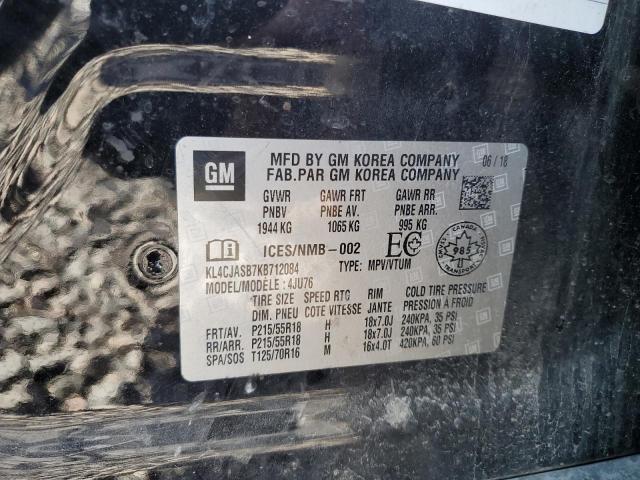 GM
MFD BY GM KOREA COMPANY 06 / 18
FAB.PAR GM KOREA COMPANY
GVWR GAWR FRT GAWR RR
PNBV PNBE AV. PNBE ARR.
1944 KG 1065 KG 995 KG
ICES/NMB-002 EC
CANADA
985
TRANSPORT
KL4CJASB7KB712084 TYPE: MPV/VTUM
MODEL/MODELE : 4JU76
TIRE SIZE SPEED RTG RIM COLD TIRE PRESSURE
DIM. PNEU COTE VITESSE JANTE PRESSION A FROID
FRT/AV. P215/55R18 H 18x7.0J 240KPA, 35 PSI
RR/ARR. P215/55R18 H 18x7.0J 240KPA, 35 PSI
SPA/SOS T125/70R16 M 16x4.0T 420KPA, 60 PSI